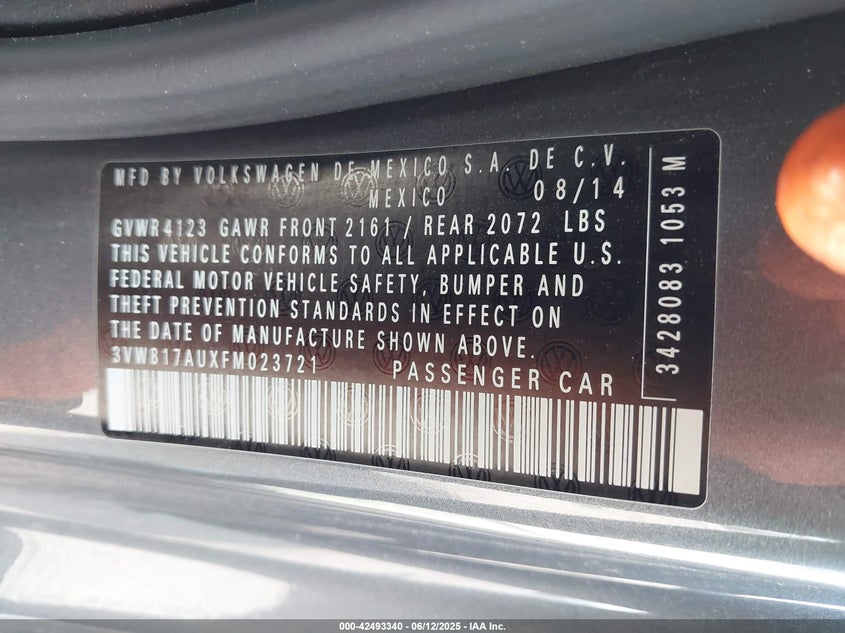 MFD BY VOLKSWAGEN DE MEXICO S.A. DE C.V.
MEXICO 08/14
GVWR 4123 GAWR FRONT 2161 / REAR 2072 LBS
THIS VEHICLE CONFORMS TO ALL APPLICABLE U.S.
FEDERAL MOTOR VEHICLE SAFETY, BUMPER AND
THEFT PREVENTION STANDARDS IN EFFECT ON
THE DATE OF MANUFACTURE SHOWN ABOVE.
3VW817AUXFM023721 PASSENGER CAR
3428083 1053 M
000-42493340 - 06/12/2025 - IAA Inc.